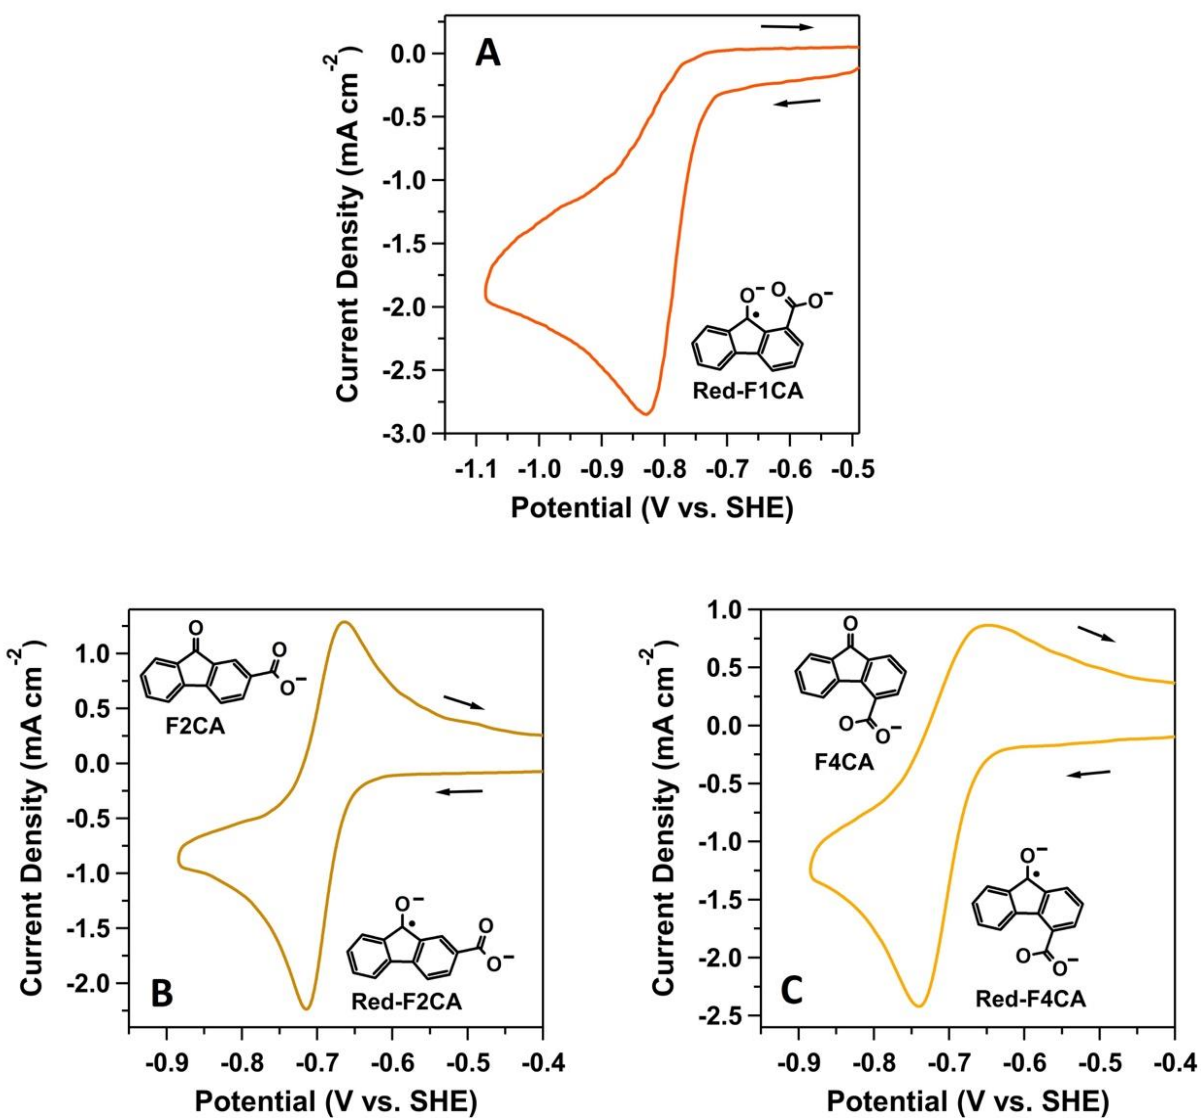 A
Current Density (mA cm-2)
0.0
-0.5
-1.0
-1.5
-2.0
-2.5
-3.0
O− O
O−
Red-F1CA
-1.1 -1.0 -0.9 -0.8 -0.7 -0.6 -0.5
Potential (V vs. SHE)
Current Density (mA cm-2)
1.0
0.5
0.0
-0.5
-1.0
-1.5
-2.0
O
O
O−
F2CA
O−
O
O−
Red-F2CA
B
-0.9 -0.8 -0.7 -0.6 -0.5 -0.4
Potential (V vs. SHE)
Current Density (mA cm-2)
1.0
0.5
0.0
-0.5
-1.0
-1.5
-2.0
-2.5
O
O
O−
F4CA
O−
O
O−
Red-F4CA
C
-0.9 -0.8 -0.7 -0.6 -0.5 -0.4
Potential (V vs. SHE)